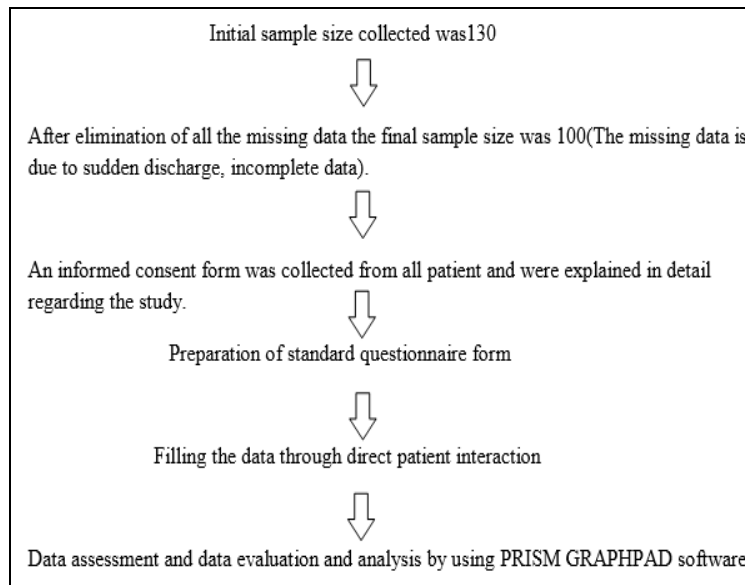 Initial sample size collected was130
After elimination of all the missing data the final sample size was 100(The missing data is
due to sudden discharge, incomplete data).
An informed consent form was collected from all patient and were explained in detail
regarding the study.
Preparation of standard questionnaire form
Filling the data through direct patient interaction
Data assessment and data evaluation and analysis by using PRISM GRAPHPAD software